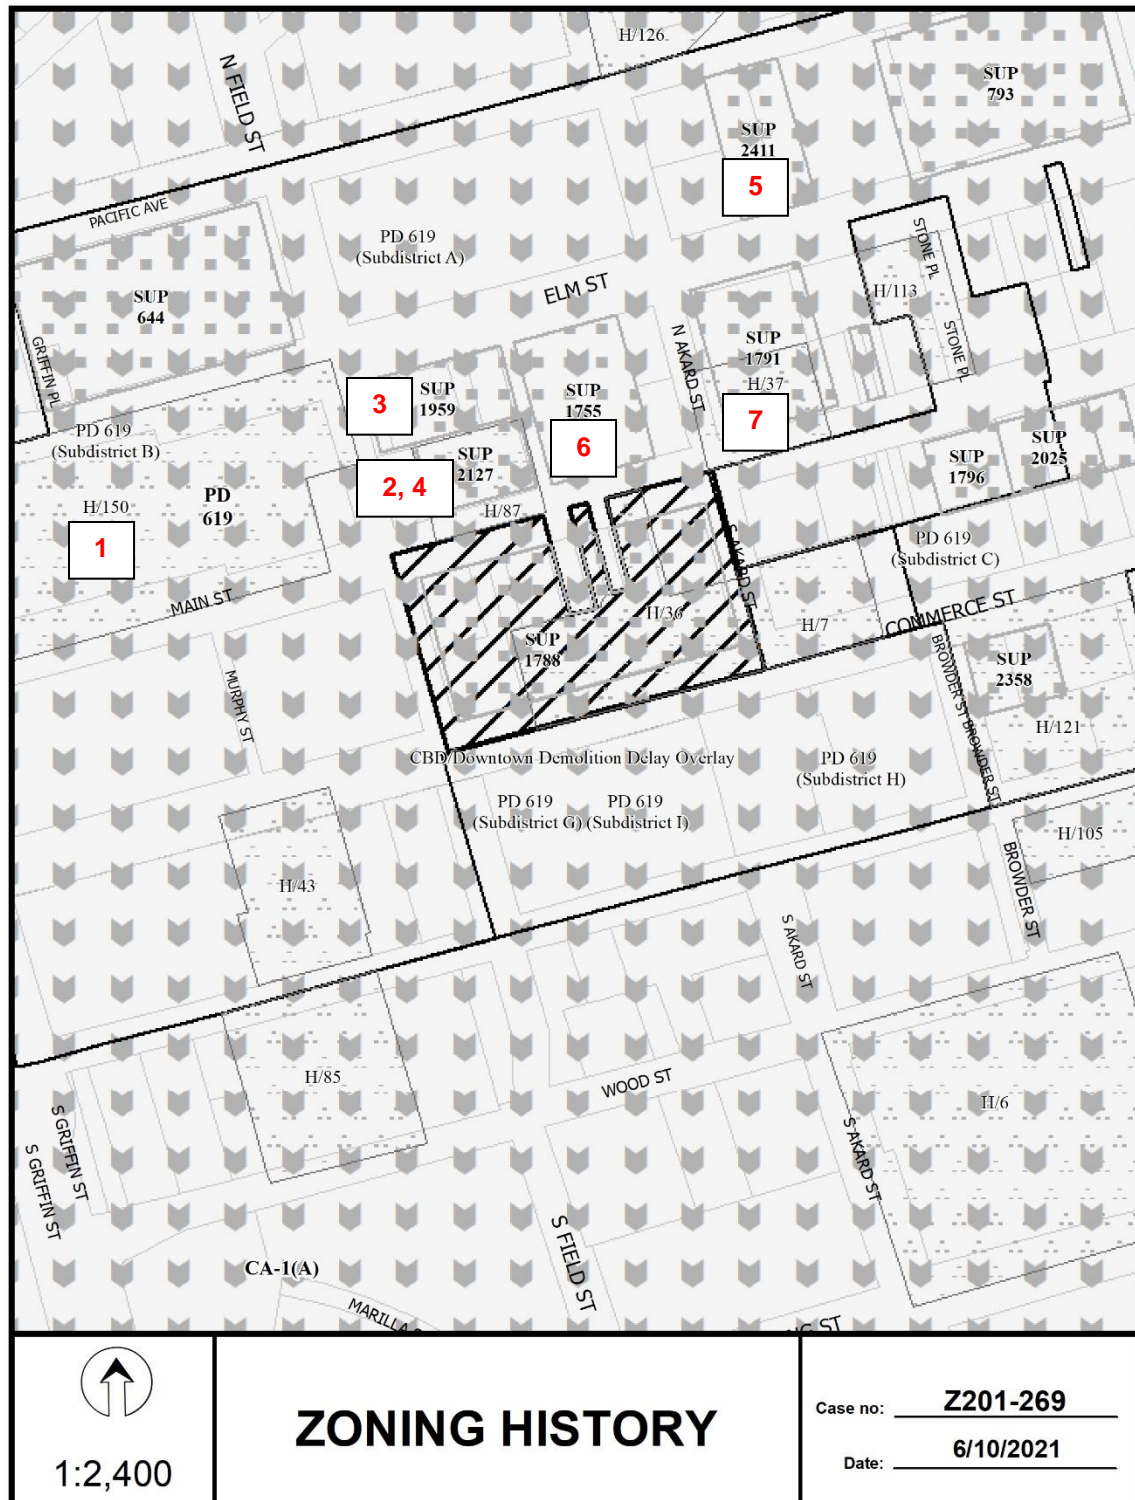 H/126
N FIELD ST
SUP
793
SUP
2411
5
PACIFIC AVE
PD 619
(Subdistrict A)
STONE PL
ELM ST
H/113
SUP
644
GRIFFIN PL
N AKARD ST
SUP
1791
H/37
STONE PL
3
SUP
1959
SUP
1755
6
7
PD 619
(Subdistrict B)
SUP
2127
SUP
1796
SUP
2025
2, 4
H/150
PD
619
H/87
1
S AKARD ST
PD 619
(Subdistrict C)
MAIN ST
H/36
H/7
COMMERCE ST
SUP
1788
SUP
2358
BROWDER ST
BROWDER ST
MURPHY ST
H/121
CBD/Downtown Demolition Delay Overlay
PD 619
(Subdistrict H)
PD 619
(Subdistrict G)
PD 619
(Subdistrict I)
H/105
BROWDER ST
H/43
S AKARD ST
H/85
WOOD ST
H/6
S GRIFFIN ST
S GRIFFIN ST
S AKARD ST
S FIELD ST
CA-1(A)
MARILLA
ST
1:2,400
ZONING HISTORY
Case no: Z201-269
Date: 6/10/2021